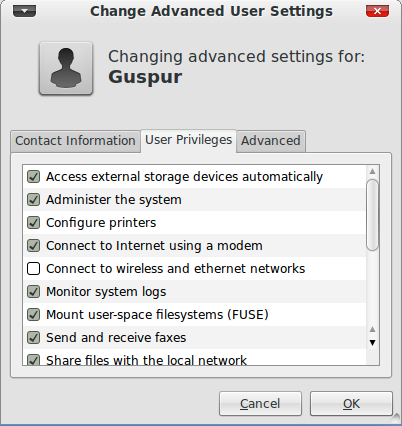 Change Advanced User Settings
Changing advanced settings for:
Guspur
Contact Information User Privileges Advanced
Access external storage devices automatically
Administer the system
Configure printers
Connect to Internet using a modem
Connect to wireless and ethernet networks
Monitor system logs
Mount user-space filesystems (FUSE)
Send and receive faxes
Share files with the local network
Cancel OK